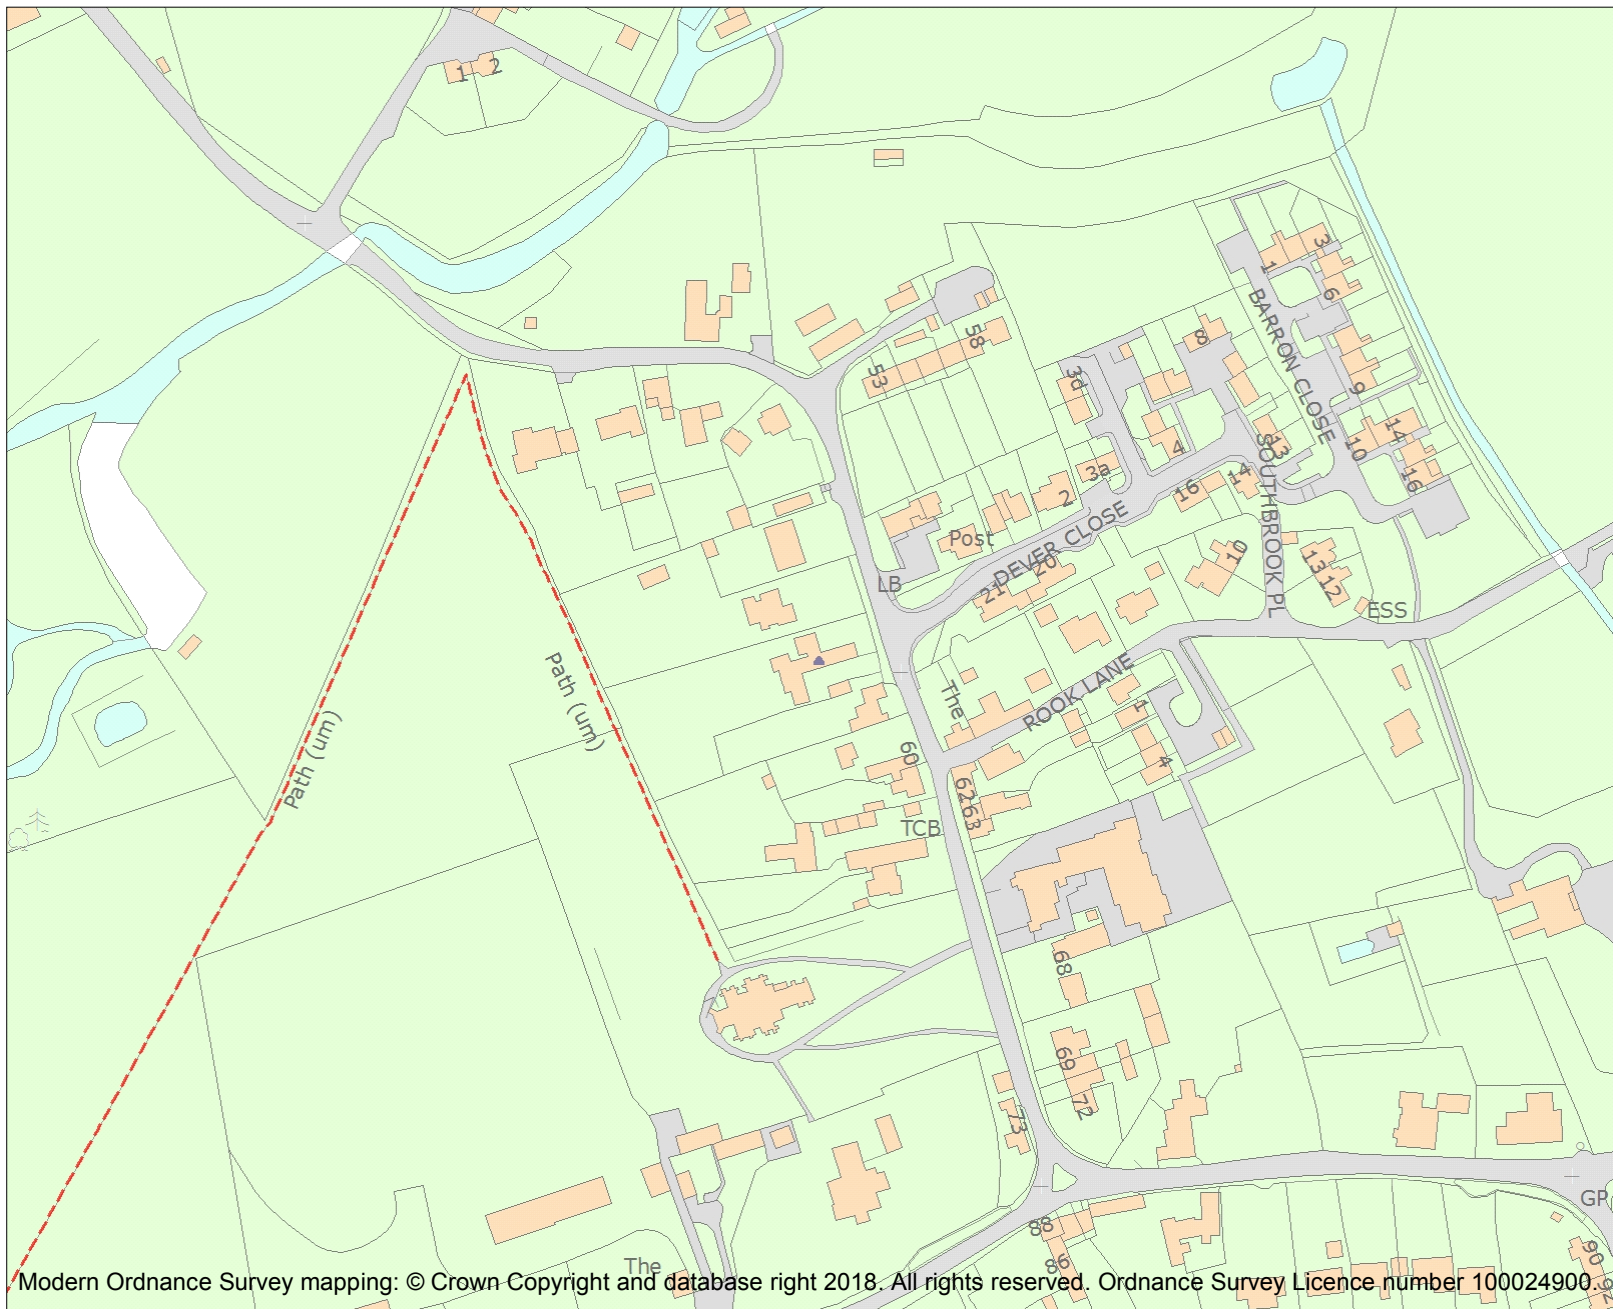 1
2
3
1
6
BARRON CLOSE
58
53
8
3d
9
14
10
13
4
3a
SOUTHBROOK PL
16
14
16
2
Post
DEVER CLOSE
LB
20
21
10
13
12
ESS
Path (um)
Path (um)
The
ROOK LANE
1
60
4
62
63
TCB
68
69
72
73
GP
88
86
90
92
The
Modern Ordnance Survey mapping: © Crown Copyright and database right 2018. All rights reserved. Ordnance Survey Licence number 100024900.